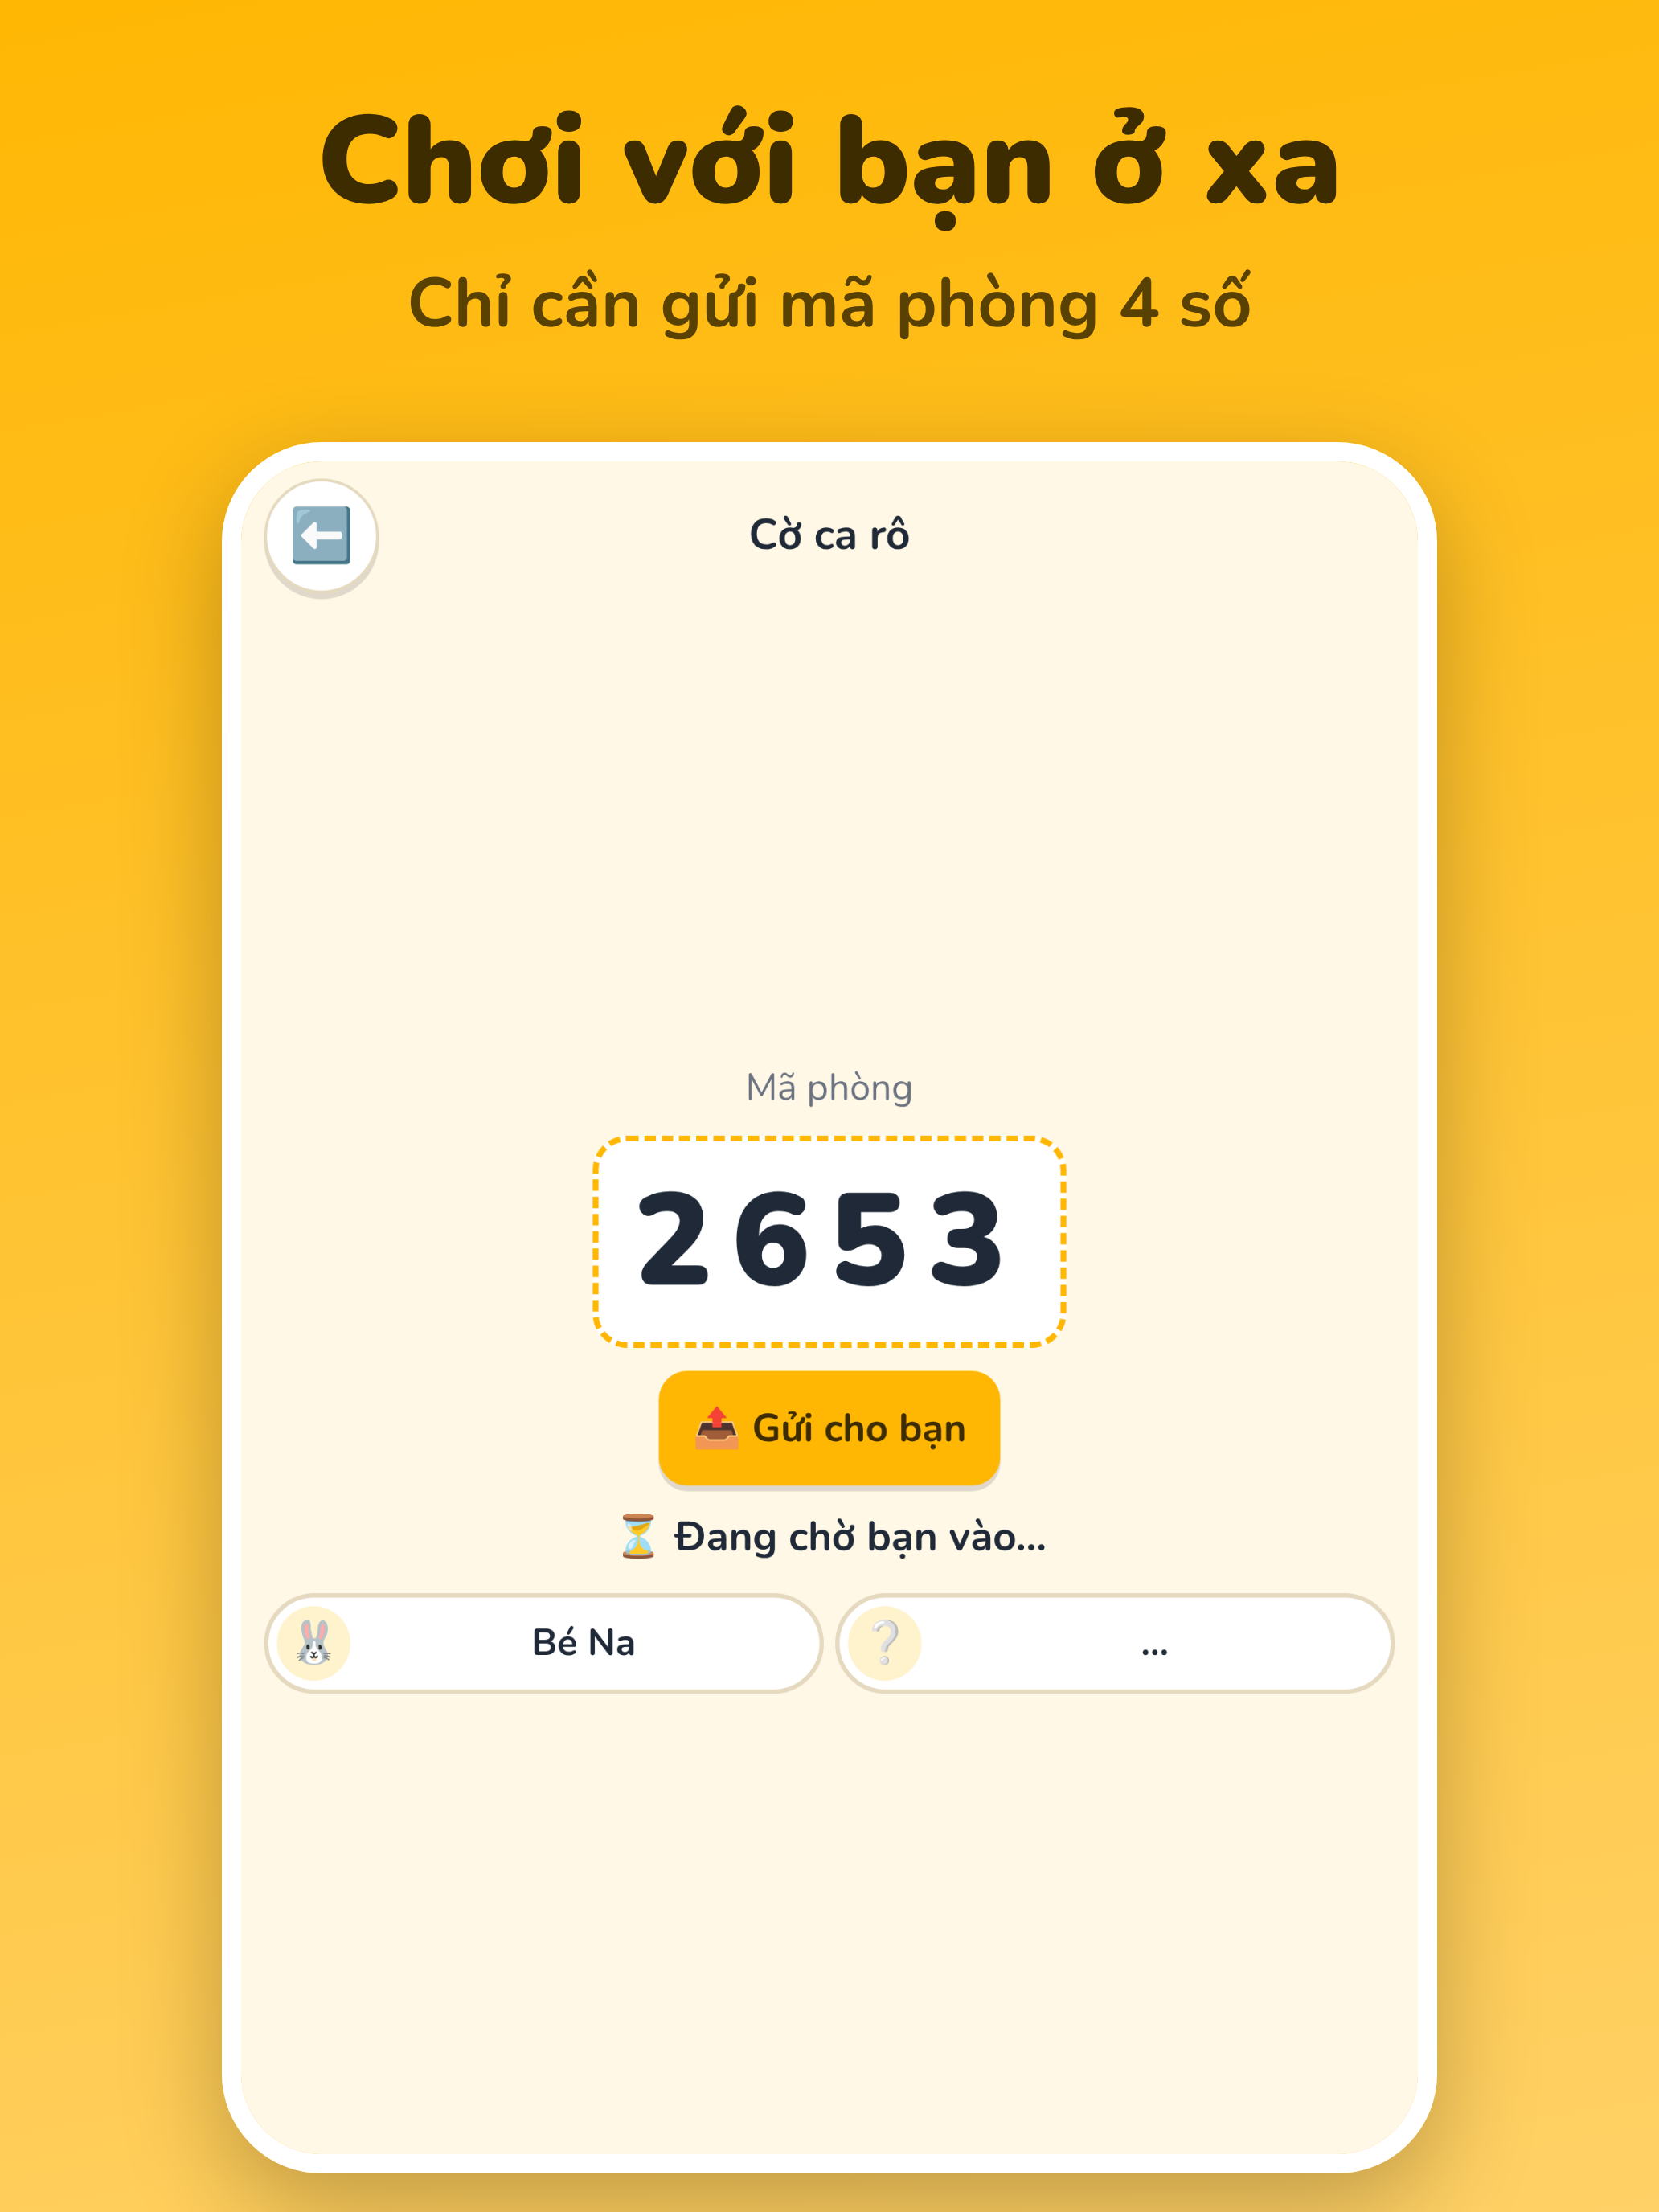 Chơi với bạn ở xa
Chỉ cần gửi mã phòng 4 số
Cờ ca rô
Mã phòng
2653
Gửi cho bạn
Đang chờ bạn vào...
Bé Na
...